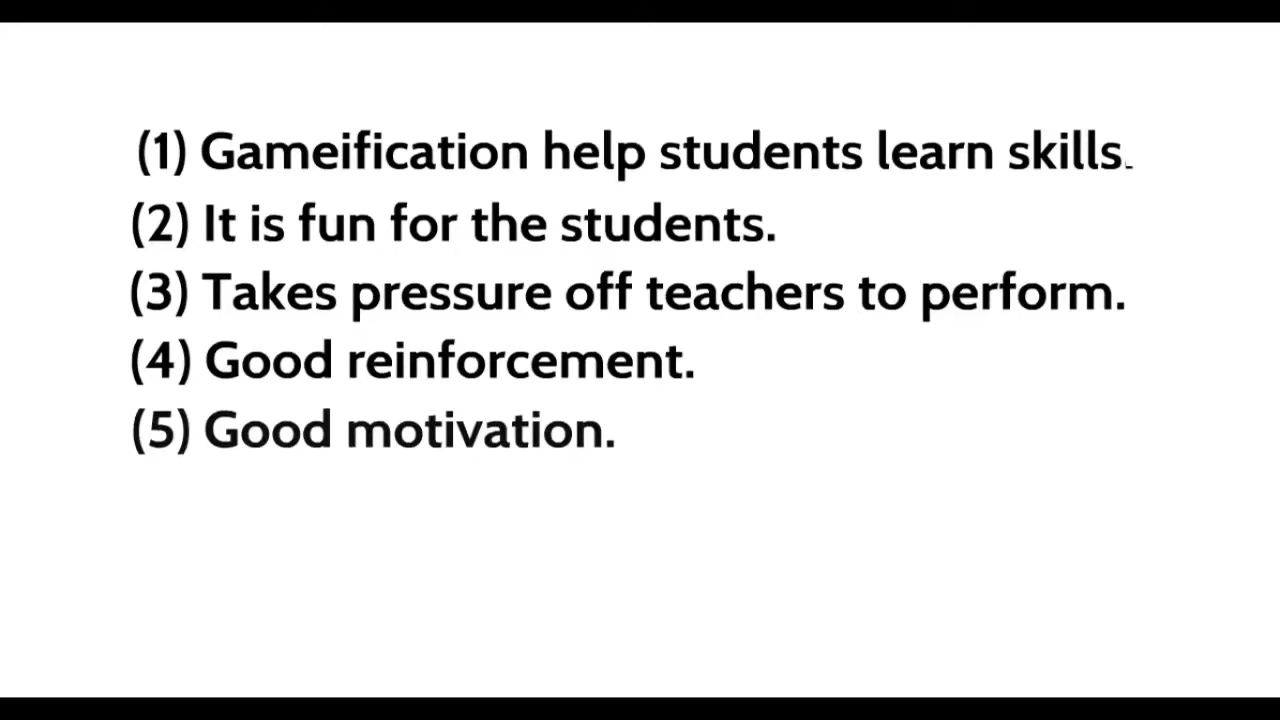 (1) Gameification help students learn skills.
(2) It is fun for the students.
(3) Takes pressure off teachers to perform.
(4) Good reinforcement.
(5) Good motivation.